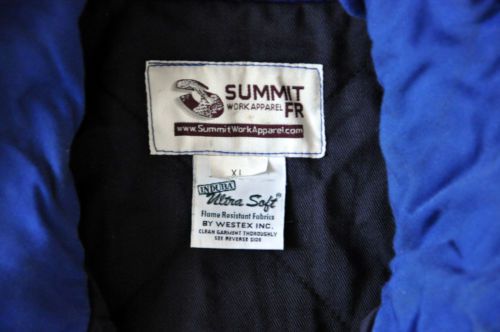 SUMMIT
WORK APPAREL FR
www.SummitWorkApparel.com
XL
INDURA
Ultra Soft
Flame Resistant Fabrics
BY WESTEX INC.
CLEAN GARMENT THOROUGHLY
SEE REVERSE SIDE